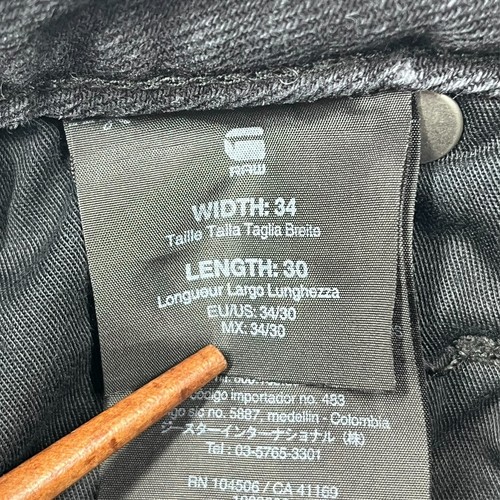 RAW
WIDTH: 34
Taille Talla Taglia Breite
LENGTH: 30
Longueur Largo Lunghezza
EU/US: 34/30
MX: 34/30
código importador no. 483
sic no. 5887, medellin - Colombia
ジースターインターナショナル（株）
Tel : 03-5765-3301
RN 104506 / CA 41169